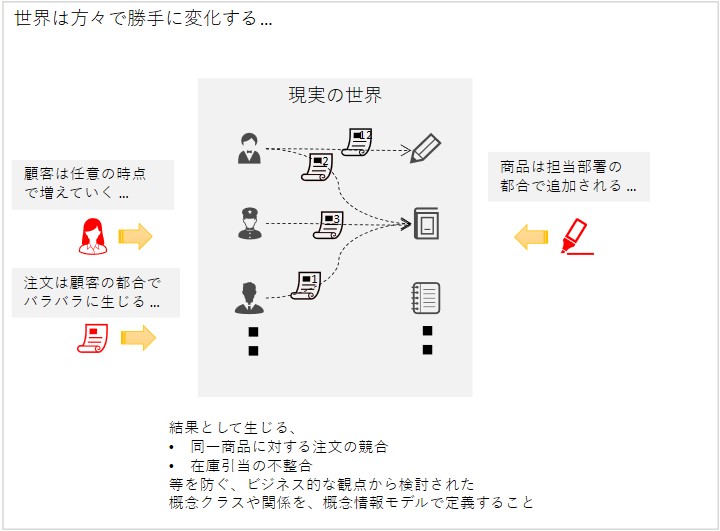 世界は方々で勝手に変化する…
現実の世界
12
2
3
1
顧客は任意の時点
で増えていく…
注文は顧客の都合で
バラバラに生じる…
商品は担当部署の
都合で追加される…
結果として生じる、
• 同一商品に対する注文の競合
• 在庫引当の不整合
等を防ぐ、ビジネス的な観点から検討された
概念クラスや関係を、概念情報モデルで定義すること